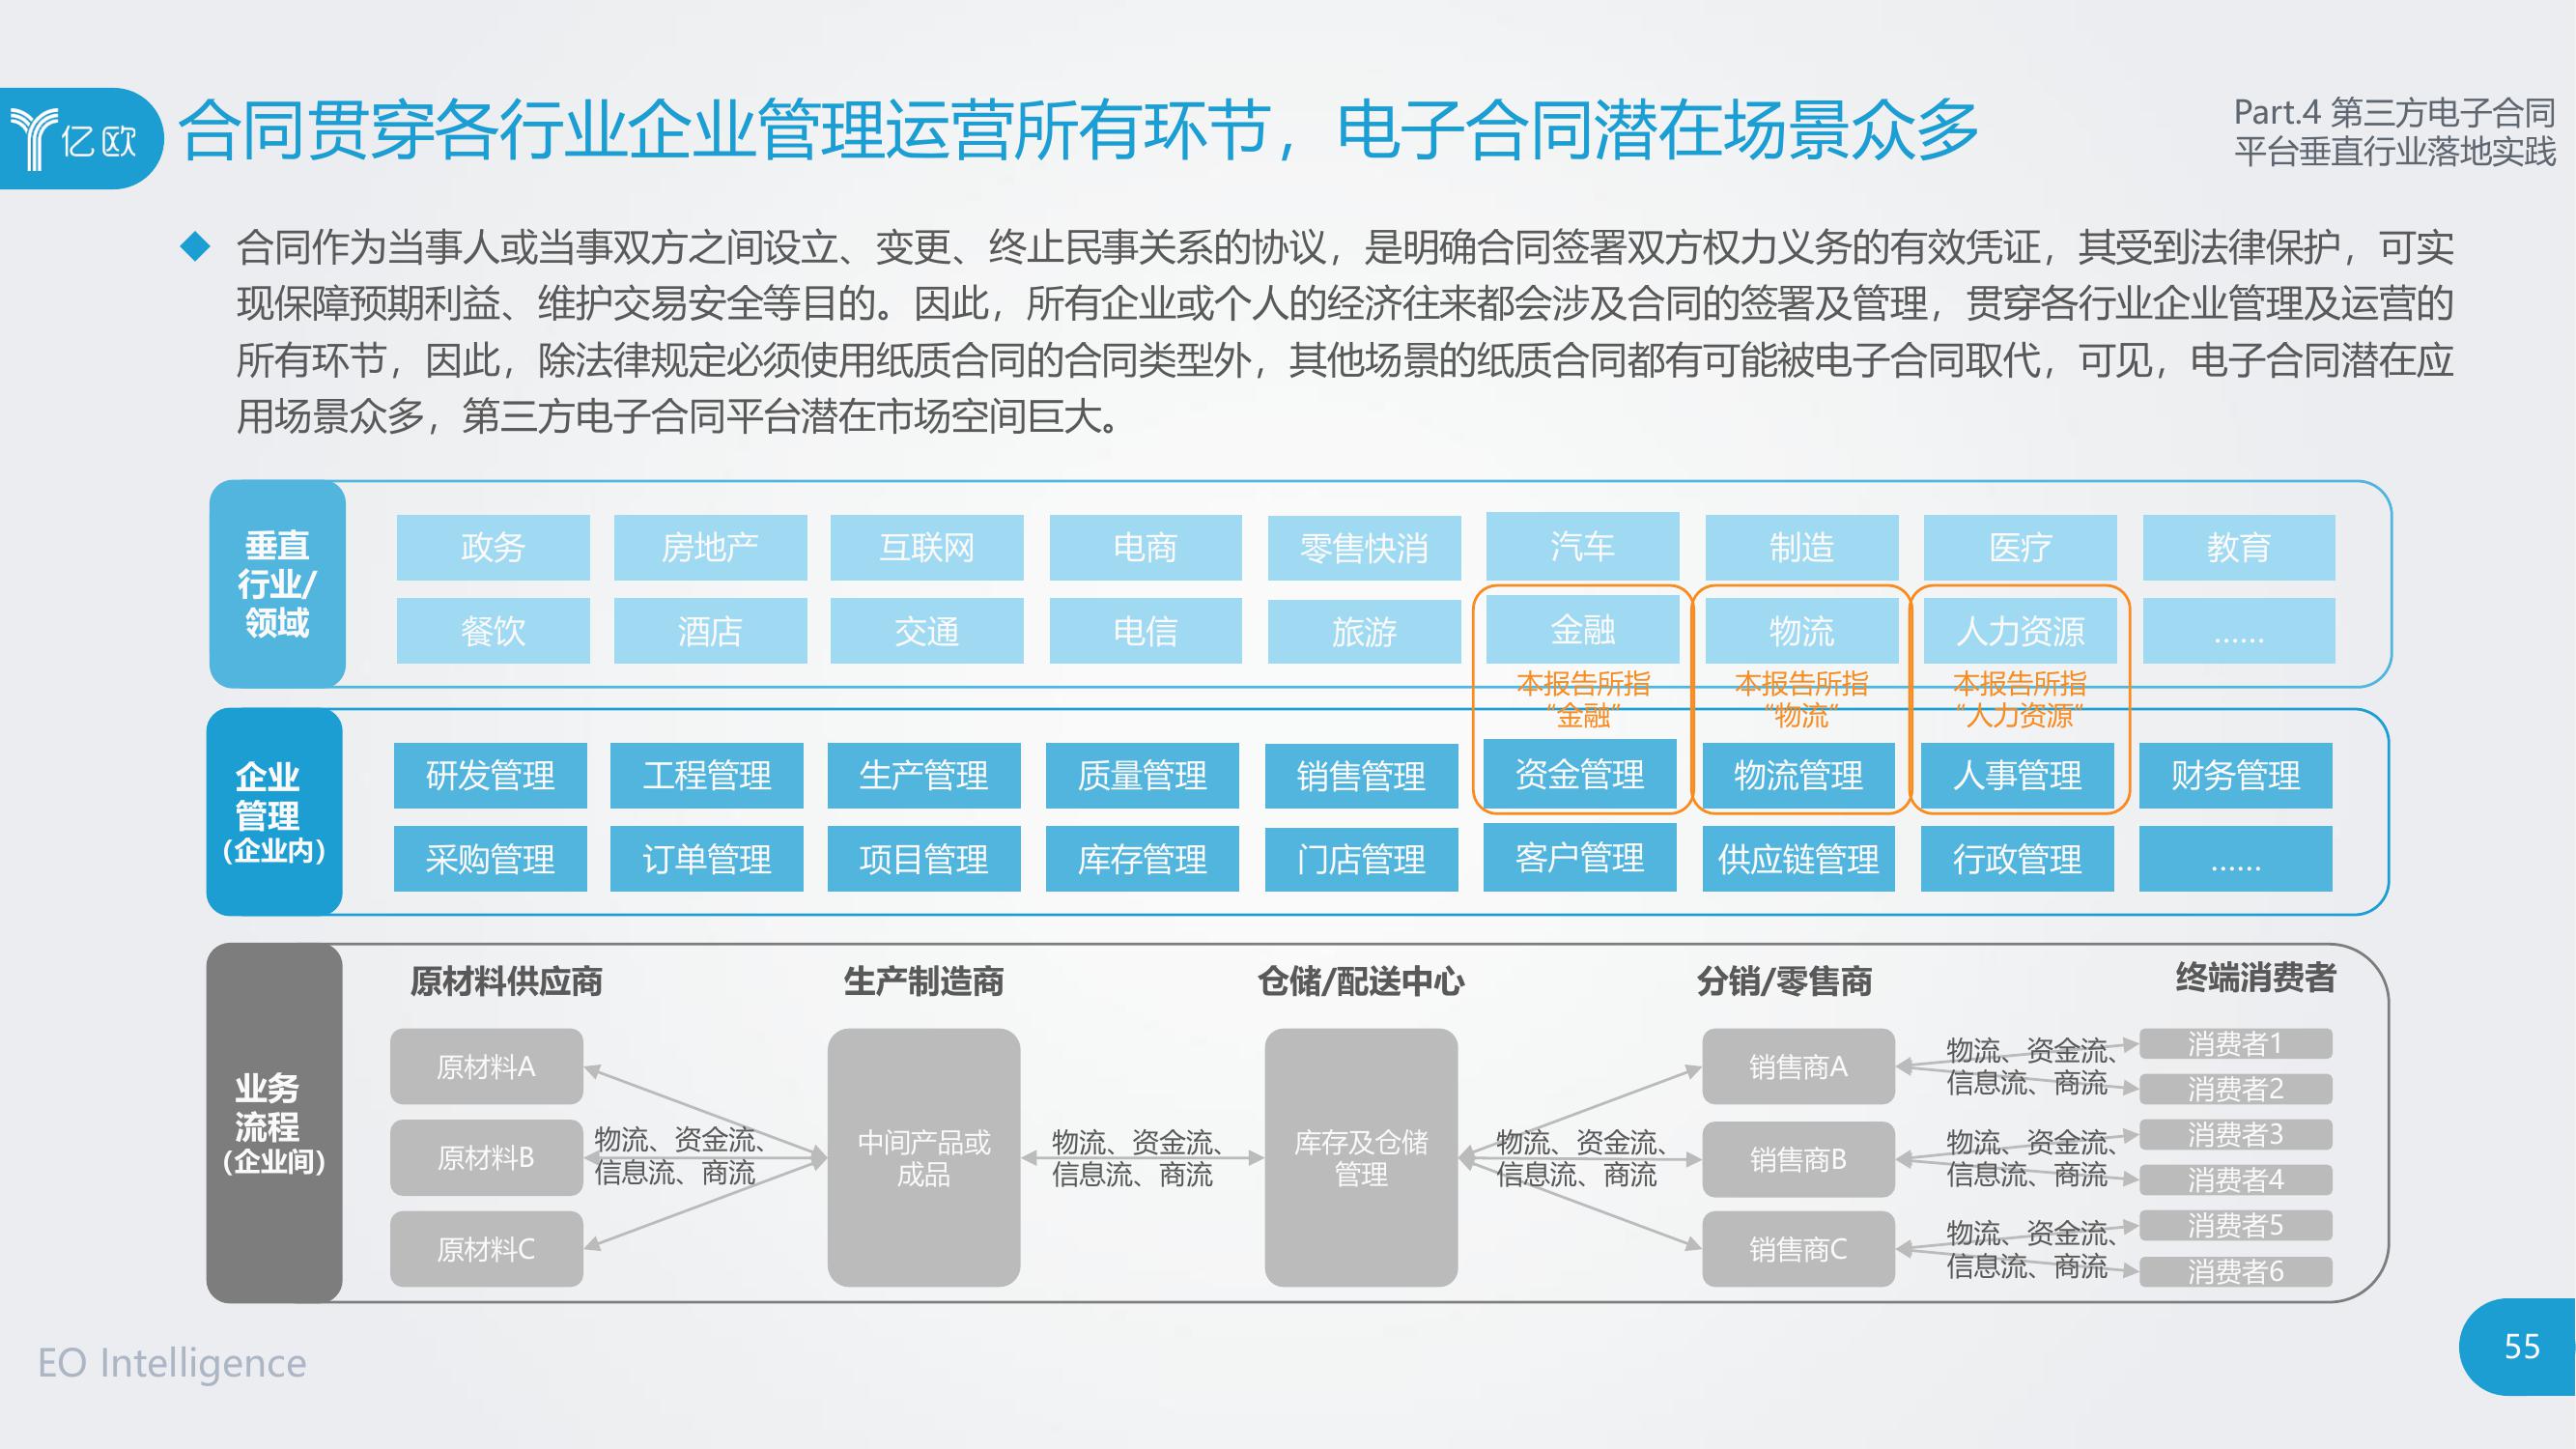 亿欧
合同贯穿各行业企业管理运营所有环节，电子合同潜在场景众多
Part.4 第三方电子合同
平台垂直行业落地实践
合同作为当事人或当事双方之间设立、变更、终止民事关系的协议，是明确合同签署双方权力义务的有效凭证，其受到法律保护，可实
现保障预期利益、维护交易安全等目的。因此，所有企业或个人的经济往来都会涉及合同的签署及管理，贯穿各行业企业管理及运营的
所有环节，因此，除法律规定必须使用纸质合同的合同类型外，其他场景的纸质合同都有可能被电子合同取代，可见，电子合同潜在应
用场景众多，第三方电子合同平台潜在市场空间巨大。
垂直
行业/
领域
政务 房地产 互联网 电商 零售快消 汽车 制造 医疗 教育
餐饮 酒店 交通 电信 旅游 金融 物流 人力资源 ……
本报告所指 本报告所指 本报告所指
“金融” “物流” “人力资源”
企业
管理
（企业内）
研发管理 工程管理 生产管理 质量管理 销售管理 资金管理 物流管理 人事管理 财务管理
采购管理 订单管理 项目管理 库存管理 门店管理 客户管理 供应链管理 行政管理 ……
业务
流程
（企业间）
原材料供应商 生产制造商 仓储/配送中心 分销/零售商 终端消费者
原材料A
原材料B
原材料C
物流、资金流、
信息流、商流
中间产品或
成品
物流、资金流、
信息流、商流
库存及仓储
管理
物流、资金流、
信息流、商流
销售商A
销售商B
销售商C
物流、资金流、
信息流、商流
物流、资金流、
信息流、商流
物流、资金流、
信息流、商流
消费者1
消费者2
消费者3
消费者4
消费者5
消费者6
EO Intelligence
55